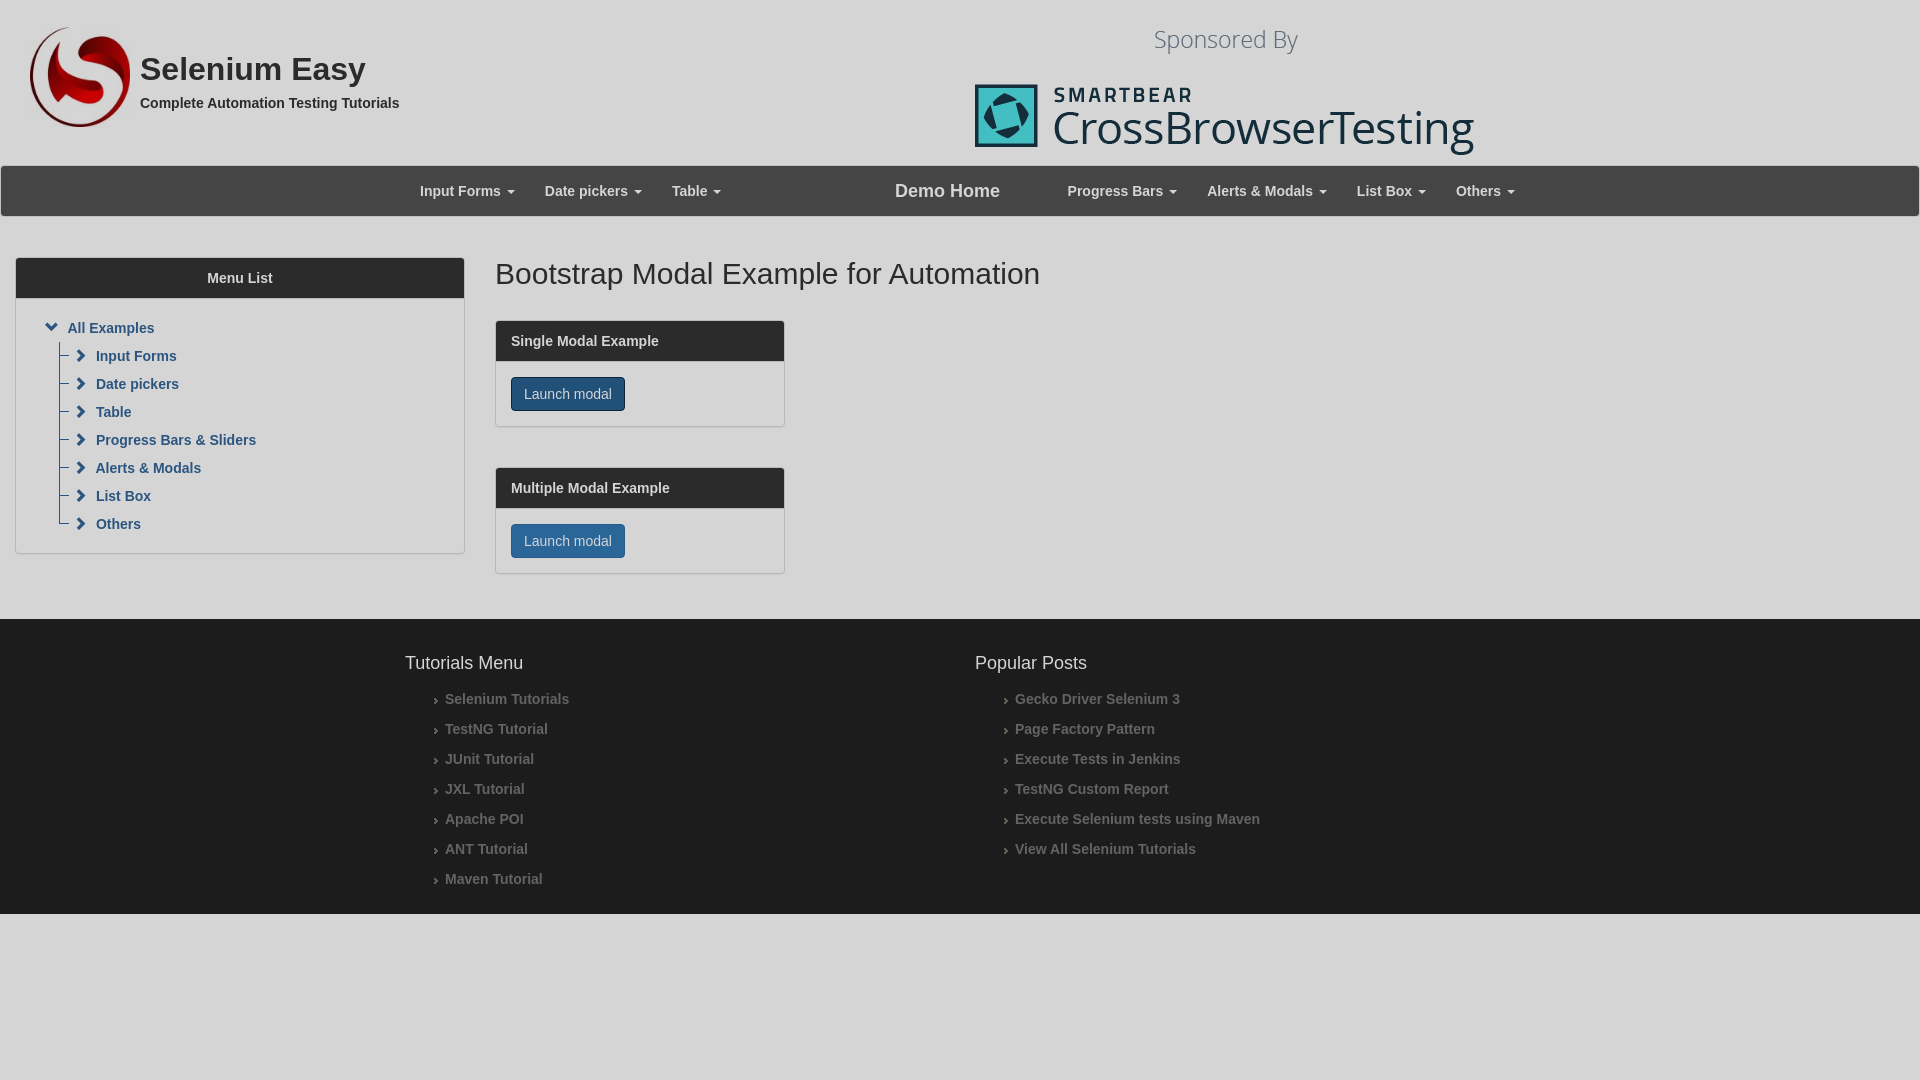 Selenium Easy
Complete Automation Testing Tutorials
Sponsored By
SMARTBEAR
CrossBrowserTesting
Input Forms
Date pickers
Table
Demo Home
Progress Bars
Alerts & Modals
List Box
Others
Menu List
All Examples
Input Forms
Date pickers
Table
Progress Bars & Sliders
Alerts & Modals
List Box
Others
Bootstrap Modal Example for Automation
Single Modal Example
Launch modal
Multiple Modal Example
Launch modal
Tutorials Menu
Selenium Tutorials
TestNG Tutorial
JUnit Tutorial
JXL Tutorial
Apache POI
ANT Tutorial
Maven Tutorial
Popular Posts
Gecko Driver Selenium 3
Page Factory Pattern
Execute Tests in Jenkins
TestNG Custom Report
Execute Selenium tests using Maven
View All Selenium Tutorials